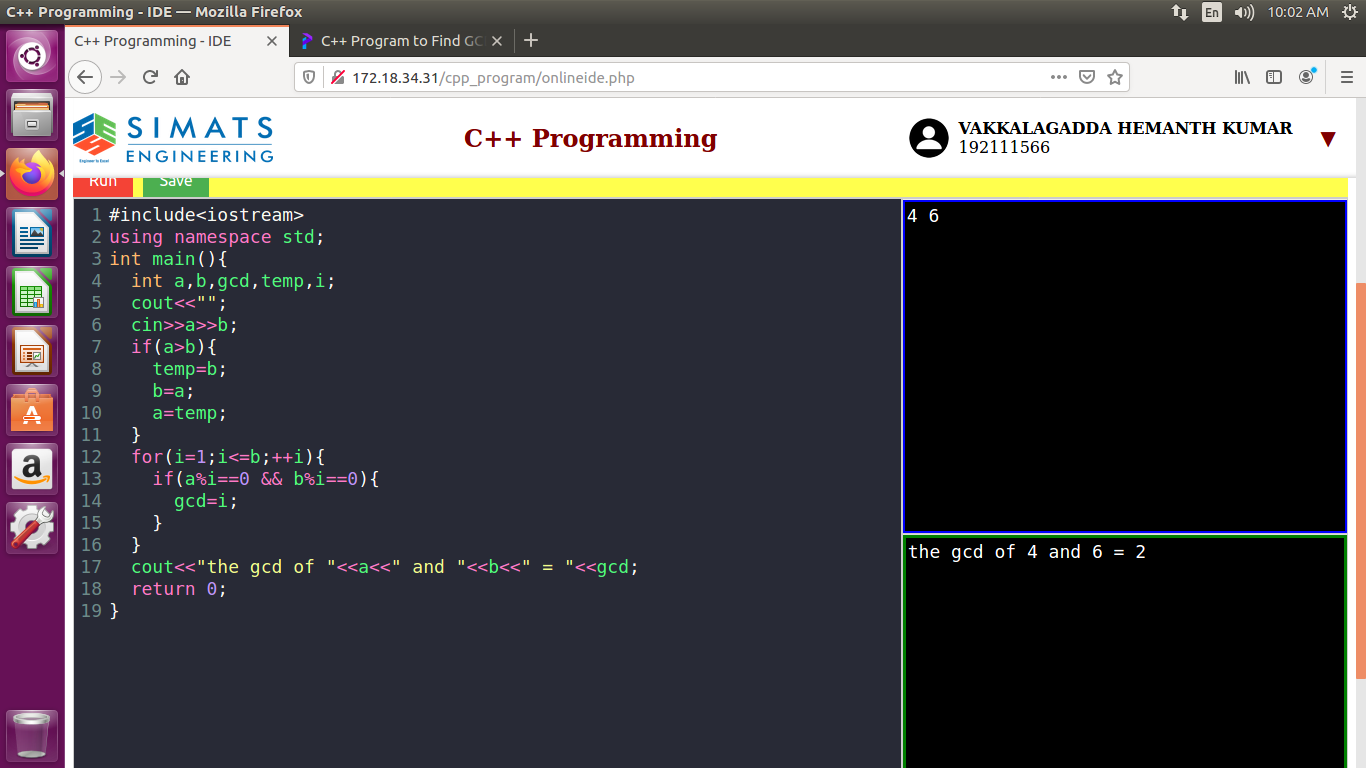 C++ Programming - IDE — Mozilla Firefox
En
10:02 AM
C++ Programming - IDE
C++ Program to Find GC
172.18.34.31/cpp_program/onlineide.php
SIMATS
ENGINEERING
Engineer to Excel
C++ Programming
VAKKALAGADDA HEMANTH KUMAR
192111566
Run
Save
1 #include<iostream>
2 using namespace std;
3 int main(){
4 int a,b,gcd,temp,i;
5 cout<<"";
6 cin>>a>>b;
7 if(a>b){
8 temp=b;
9 b=a;
10 a=temp;
11 }
12 for(i=1;i<=b;++i){
13 if(a%i==0 && b%i==0){
14 gcd=i;
15 }
16 }
17 cout<<"the gcd of "<<a<<" and "<<b<<" = "<<gcd;
18 return 0;
19 }
4 6
the gcd of 4 and 6 = 2